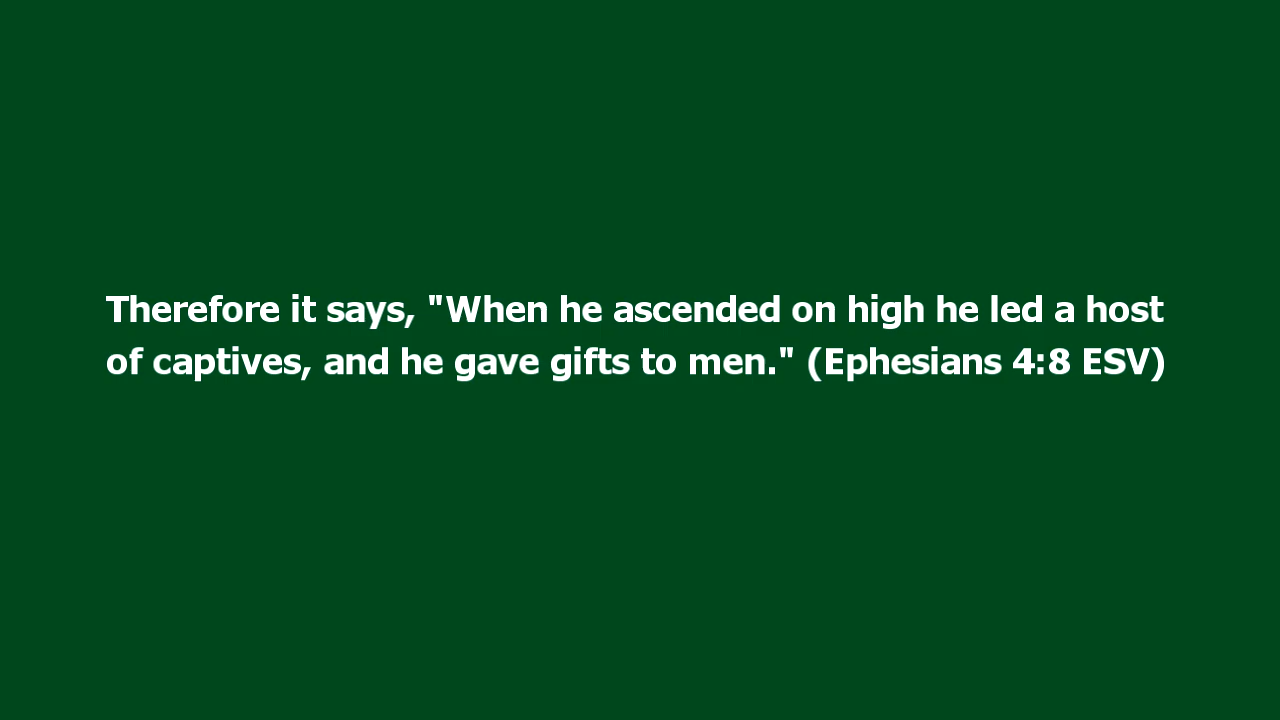 Therefore it says, "When he ascended on high he led a host
of captives, and he gave gifts to men." (Ephesians 4:8 ESV)